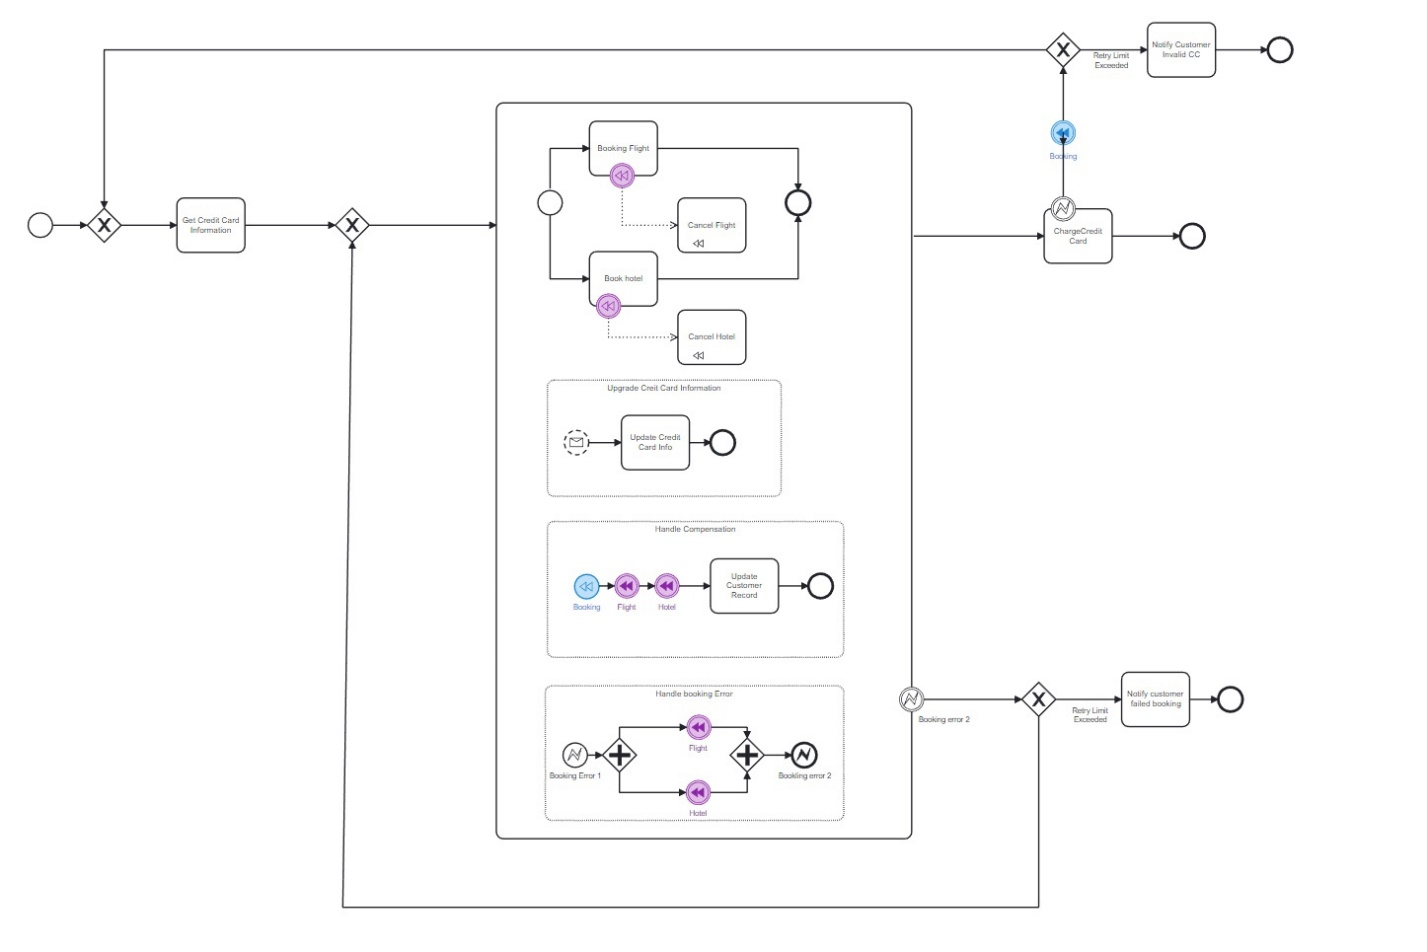 Notify Customer
Invalid CC
Retry Limit
Exceeded
Booking
Booking Flight
Get Credit Card
Information
Cancel Flight
ChargeCredit
Card
Book hotel
Cancel Hotel
Upgrade Creit Card Information
Update Credit
Card Info
Handle Compensation
Update
Customer
Record
Booking
Flight
Hotel
Handle booking Error
Notify customer
failed booking
Retry Limit
Exceeded
Booking error 2
Flight
Booking Error 1
Bookling error 2
Hotel